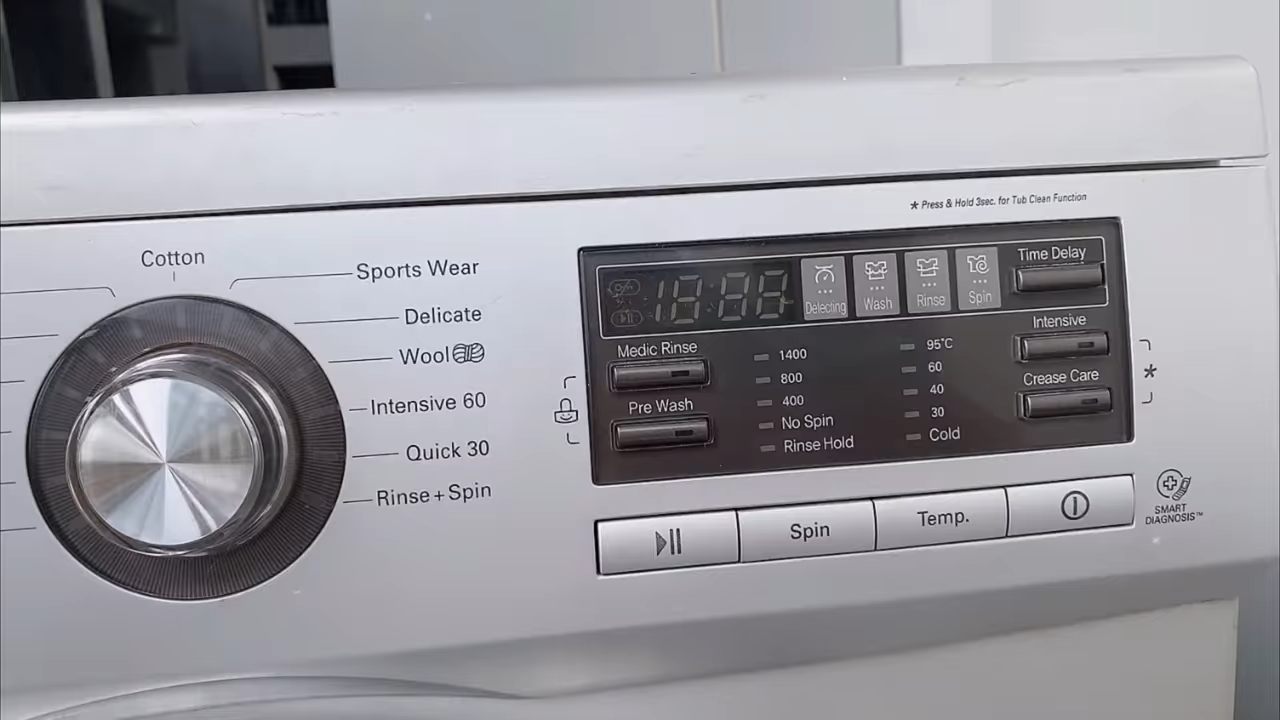 * Press & Hold 3sec. for Tub Clean Function
Cotton
Sports Wear
Delicate
Wool
Intensive 60
Quick 30
Rinse + Spin
18:88
Detecting
Wash
Rinse
Spin
Time Delay
Medic Rinse
Pre Wash
1400
800
400
No Spin
Rinse Hold
95°C
60
40
30
Cold
Intensive
Crease Care
*
Spin
Temp.
SMART
DIAGNOSIS™